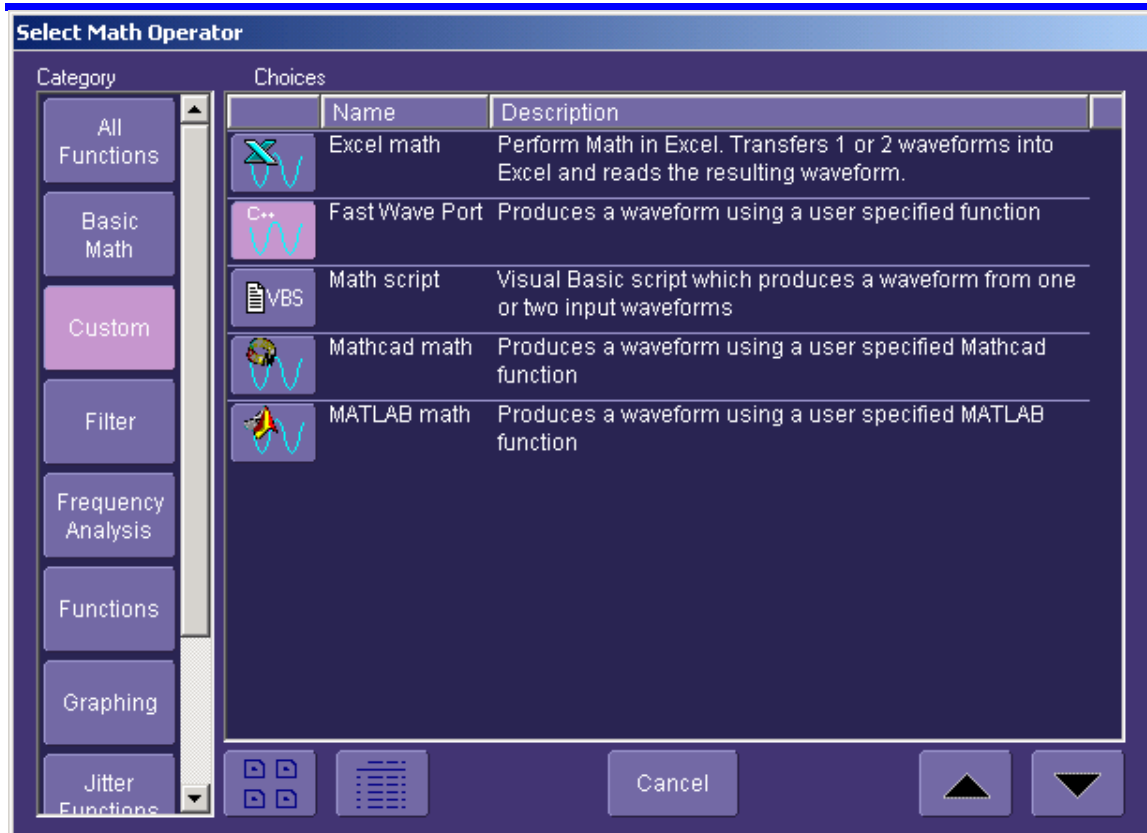 Select Math Operator
Category
Choices
All
Functions
Basic
Math
Custom
Filter
Frequency
Analysis
Functions
Graphing
Jitter
Functions
Name
Description
Excel math
Perform Math in Excel. Transfers 1 or 2 waveforms into
Excel and reads the resulting waveform.
C++
Fast Wave Port
Produces a waveform using a user specified function
VBS
Math script
Visual Basic script which produces a waveform from one
or two input waveforms
Mathcad math
Produces a waveform using a user specified Mathcad
function
MATLAB math
Produces a waveform using a user specified MATLAB
function
Cancel